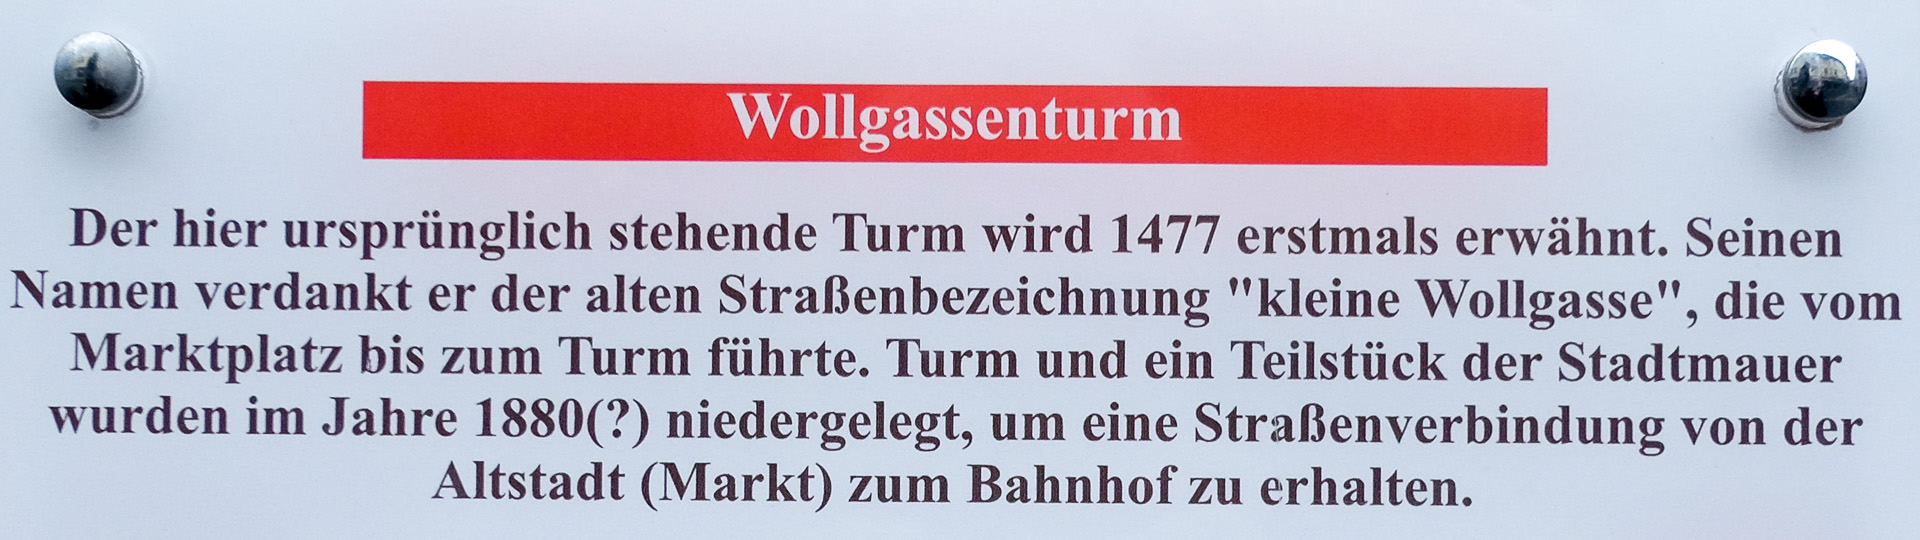 Wollgassenturm
Der hier ursprünglich stehende Turm wird 1477 erstmals erwähnt. Seinen
Namen verdankt er der alten Straßenbezeichnung "kleine Wollgasse", die vom
Marktplatz bis zum Turm führte. Turm und ein Teilstück der Stadtmauer
wurden im Jahre 1880(?) niedergelegt, um eine Straßenverbindung von der
Altstadt (Markt) zum Bahnhof zu erhalten.